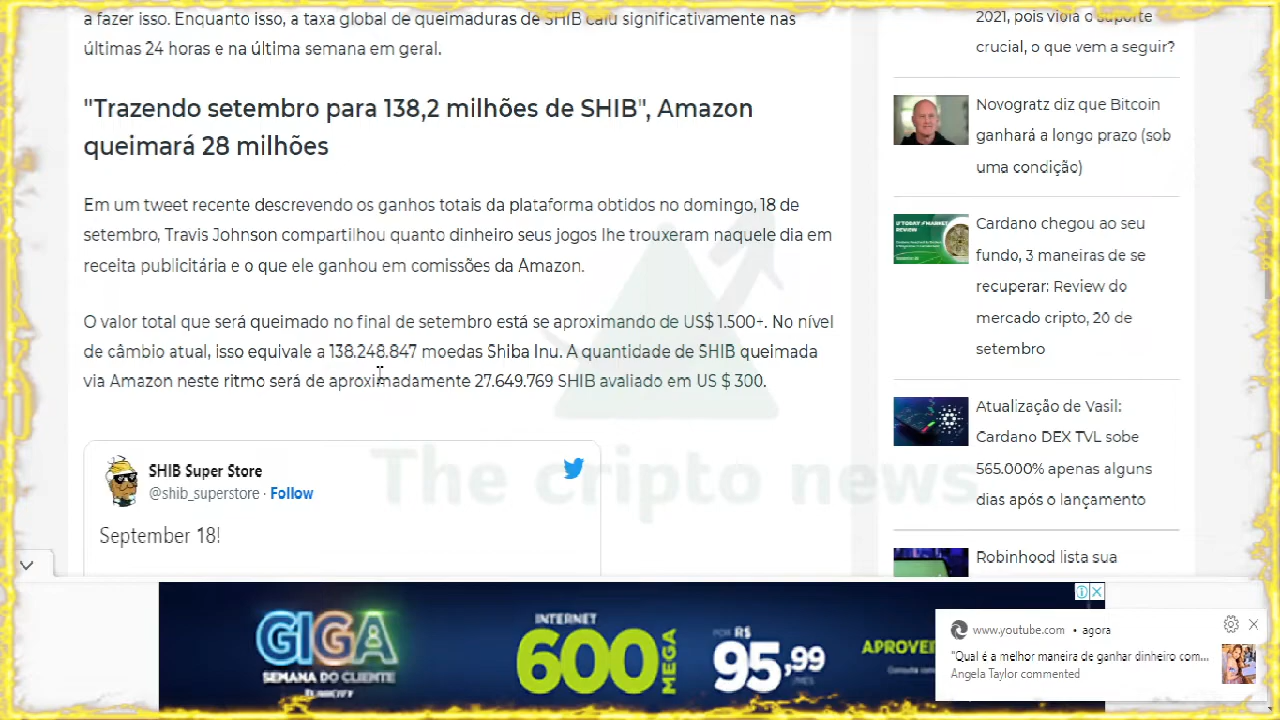 a fazer isso. Enquanto isso, a taxa global de queimaduras de SHIB caiu significativamente nas
últimas 24 horas e na última semana em geral.
"Trazendo setembro para 138,2 milhões de SHIB", Amazon
queimará 28 milhões
Em um tweet recente descrevendo os ganhos totais da plataforma obtidos no domingo, 18 de
setembro, Travis Johnson compartilhou quanto dinheiro seus jogos lhe trouxeram naquele dia em
receita publicitária e o que ele ganhou em comissões da Amazon.
O valor total que será queimado no final de setembro está se aproximando de US$ 1.500+. No nível
de câmbio atual, isso equivale a 138.248.847 moedas Shiba Inu. A quantidade de SHIB queimada
via Amazon neste ritmo será de aproximadamente 27.649.769 SHIB avaliado em US $ 300.
The cripto news
SHIB Super Store
@shib_superstore · Follow
September 18!
2021, pois viola o suporte
crucial, o que vem a seguir?
Novogratz diz que Bitcoin
ganhará a longo prazo (sob
uma condição)
Cardano chegou ao seu
fundo, 3 maneiras de se
recuperar: Review do
mercado cripto, 20 de
setembro
Atualização de Vasil:
Cardano DEX TVL sobe
565.000% apenas alguns
dias após o lançamento
Robinhood lista sua
GIGA
SEMANA DO CLIENTE
INTERNET
600 MEGA
POR R$
95,99
/MÊS
APROVEI
www.youtube.com • agora
"Qual é a melhor maneira de ganhar dinheiro com...
Angela Taylor commented